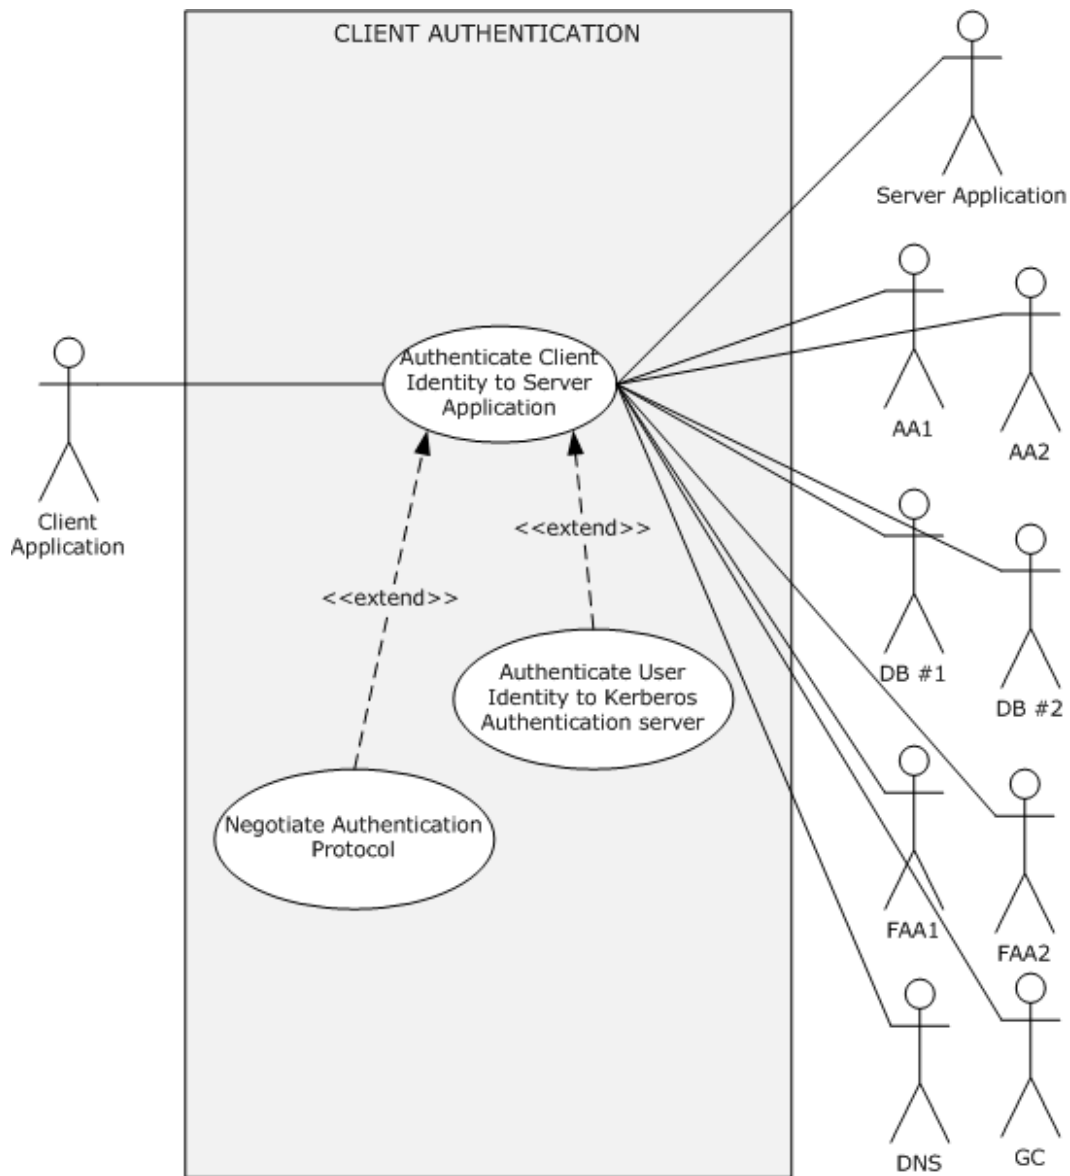 CLIENT AUTHENTICATION
Server Application
Authenticate Client
Identity to Server
Application
AA1
AA2
Client
Application
<<extend>>
<<extend>>
DB #1
DB #2
Authenticate User
Identity to Kerberos
Authentication server
Negotiate Authentication
Protocol
FAA1
FAA2
DNS
GC